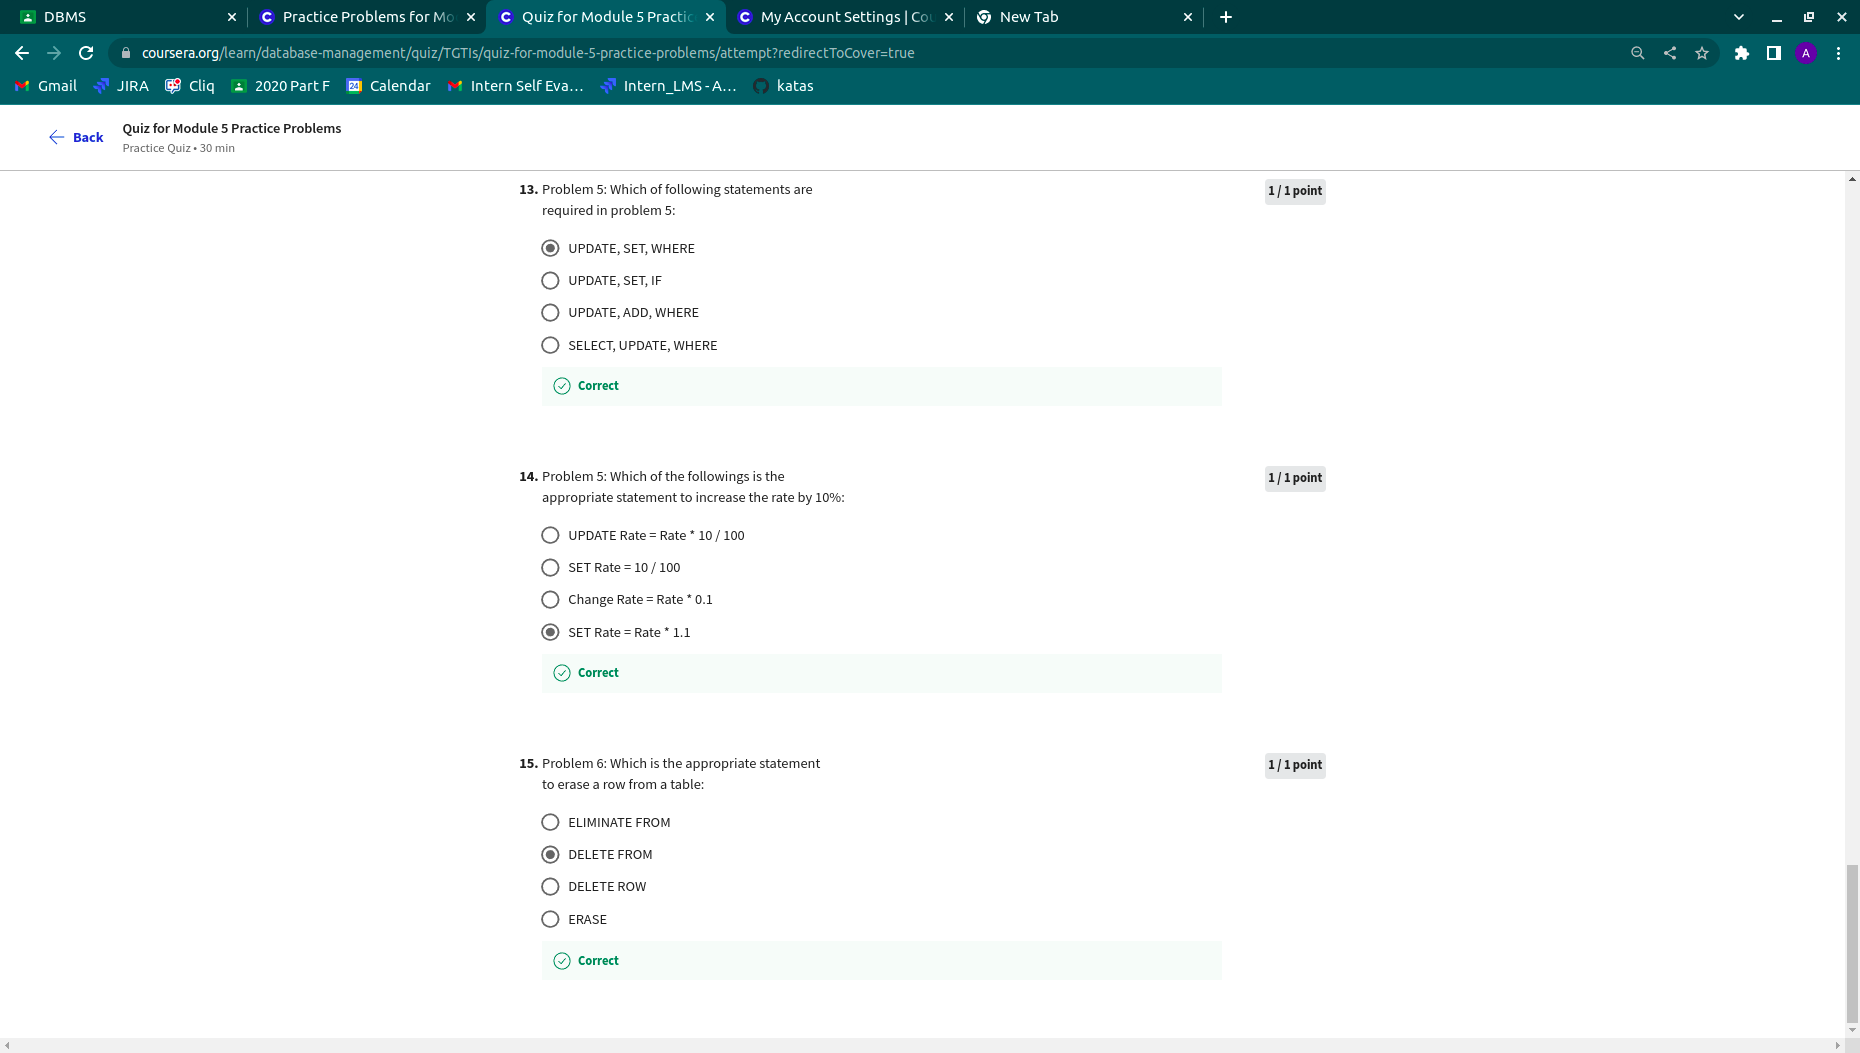 DBMS
Practice Problems for Mo
Quiz for Module 5 Practic
My Account Settings | Cou
New Tab
coursera.org/learn/database-management/quiz/TGTIs/quiz-for-module-5-practice-problems/attempt?redirectToCover=true
A
Gmail
JIRA
Cliq
2020 Part F
24
Calendar
Intern Self Eva...
Intern_LMS - A...
katas
Back
Quiz for Module 5 Practice Problems
Practice Quiz • 30 min
13. Problem 5: Which of following statements are
required in problem 5:
1 / 1 point
UPDATE, SET, WHERE
UPDATE, SET, IF
UPDATE, ADD, WHERE
SELECT, UPDATE, WHERE
Correct
14. Problem 5: Which of the followings is the
appropriate statement to increase the rate by 10%:
1 / 1 point
UPDATE Rate = Rate * 10 / 100
SET Rate = 10 / 100
Change Rate = Rate * 0.1
SET Rate = Rate * 1.1
Correct
15. Problem 6: Which is the appropriate statement
to erase a row from a table:
1 / 1 point
ELIMINATE FROM
DELETE FROM
DELETE ROW
ERASE
Correct